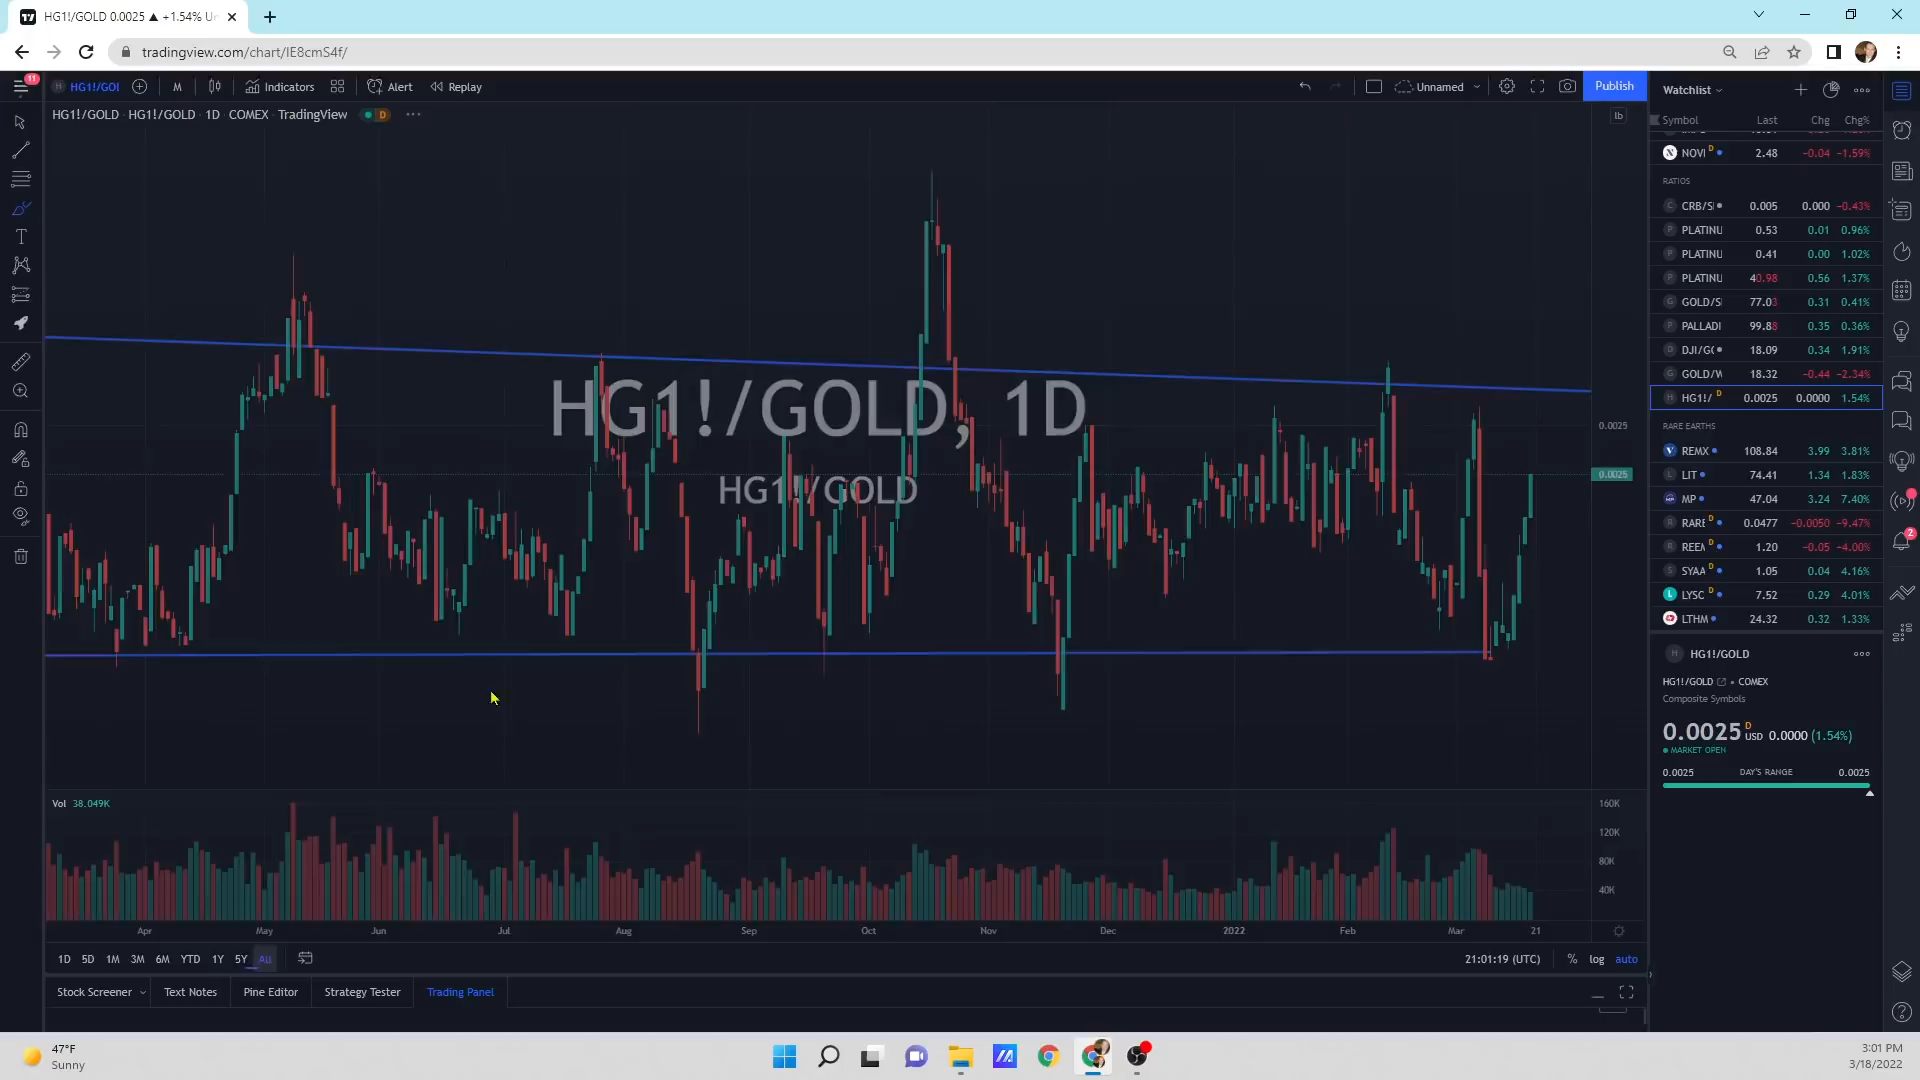 HG1!/GOLD 0.0025 ▲ +1.54% Un
tradingview.com/chart/IE8cmS4f/
11
HG1!/GOl
M
Indicators
Alert
Replay
Unnamed
Publish
HG1!/GOLD · HG1!/GOLD · 1D · COMEX · TradingView
D
lb
HG1!/GOLD, 1D
HG1!/GOLD
0.0025
0.0025
Vol 38.049K
160K
120K
80K
40K
Apr May Jun Jul Aug Sep Oct Nov Dec 2022 Feb Mar 21
1D 5D 1M 3M 6M YTD 1Y 5Y All
21:01:19 (UTC) % log auto
Stock Screener Text Notes Pine Editor Strategy Tester Trading Panel
Watchlist
Symbol Last Chg Chg%
NOVI D 2.48 −0.04 −1.59%
RATIOS
CRB/S 0.005 0.000 −0.43%
PLATINU 0.53 0.01 0.96%
PLATINU 0.41 0.00 1.02%
PLATINU 40.98 0.56 1.37%
GOLD/S 77.03 0.31 0.41%
PALLADI 99.88 0.35 0.36%
DJI/G 18.09 0.34 1.91%
GOLD/V 18.32 −0.44 −2.34%
HG1!/ D 0.0025 0.0000 1.54%
RARE EARTHS
REMX 108.84 3.99 3.81%
LIT 74.41 1.34 1.83%
MP 47.04 3.24 7.40%
RARE D 0.0477 −0.0050 −9.47%
REEM D 1.20 −0.05 −4.00%
SYAA D 1.05 0.04 4.16%
LYSC D 7.52 0.29 4.01%
LTHM 24.32 0.32 1.33%
HG1!/GOLD
HG1!/GOLD • COMEX
Composite Symbols
0.0025 D USD 0.0000 (1.54%)
MARKET OPEN
0.0025 DAY'S RANGE 0.0025
2
47°F
Sunny
3:01 PM
3/18/2022